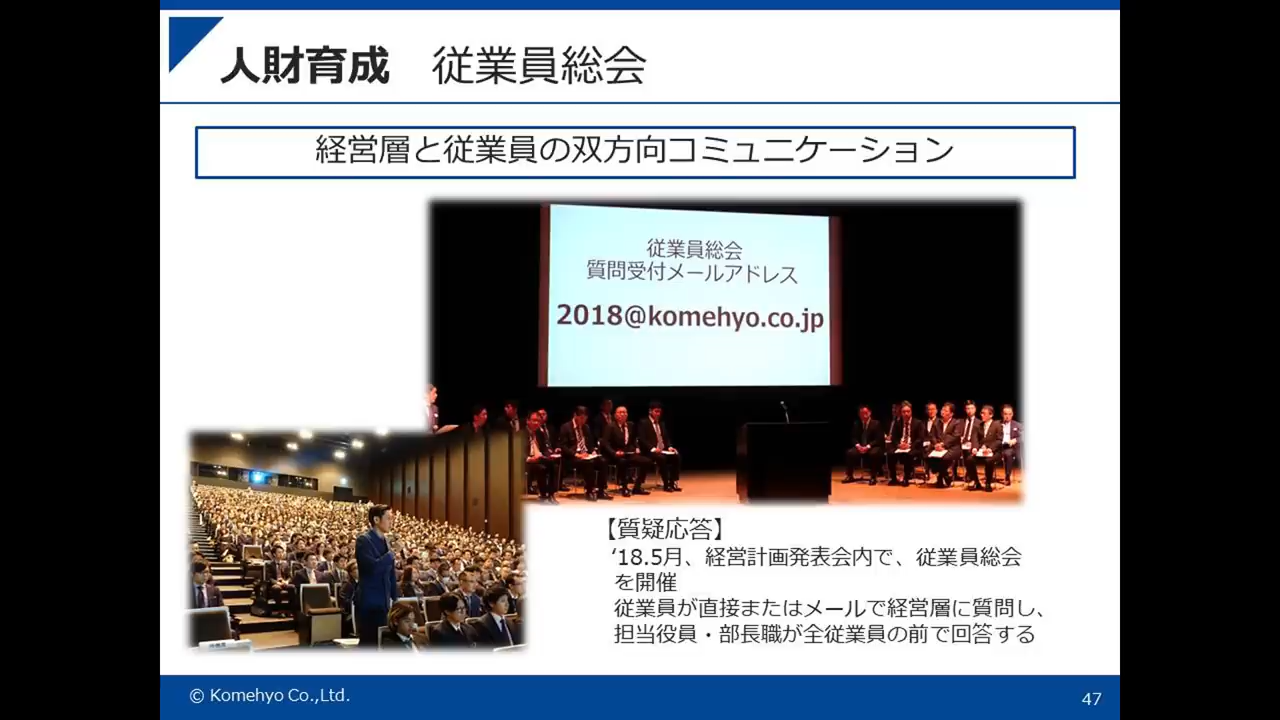 人財育成 従業員総会
経営層と従業員の双方向コミュニケーション
従業員総会
質問受付メールアドレス
2018@komehyo.co.jp
【質疑応答】
‘18.5月、経営計画発表会内で、従業員総会
を開催
従業員が直接またはメールで経営層に質問し、
担当役員・部長職が全従業員の前で回答する
© Komehyo Co.,Ltd.
47